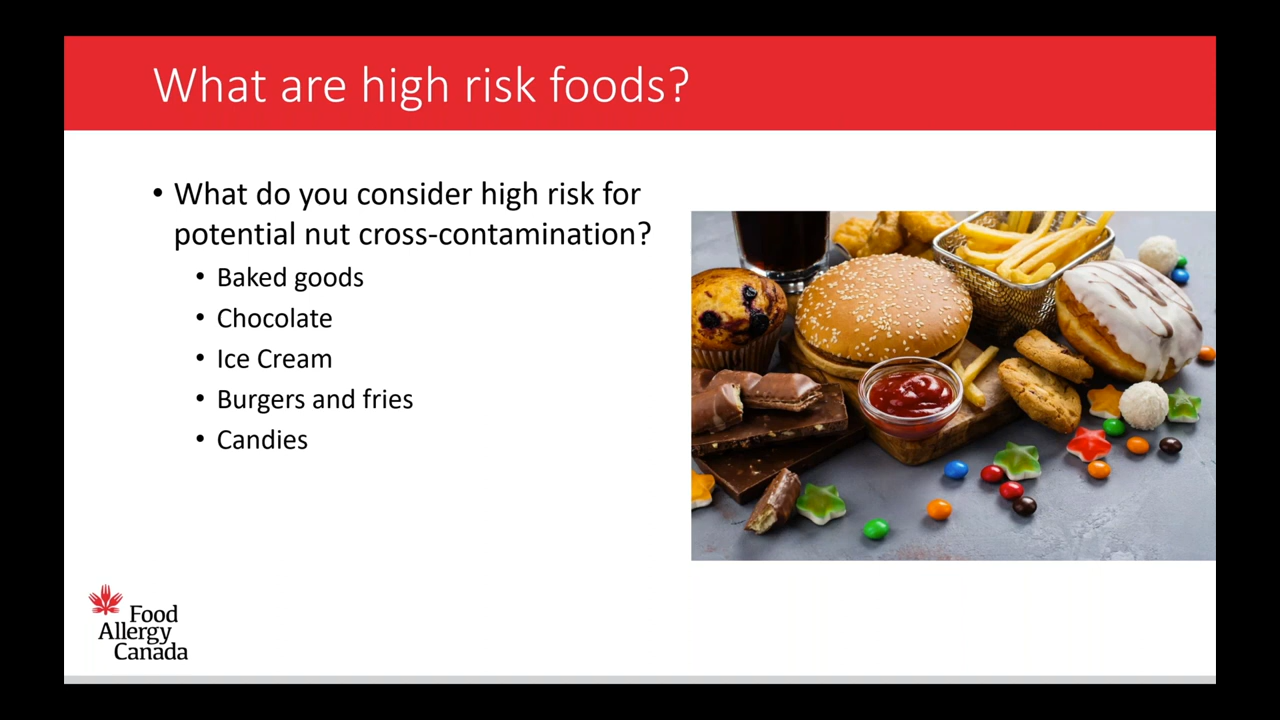 What are high risk foods?
• What do you consider high risk for
potential nut cross-contamination?
• Baked goods
• Chocolate
• Ice Cream
• Burgers and fries
• Candies
Food
Allergy
Canada